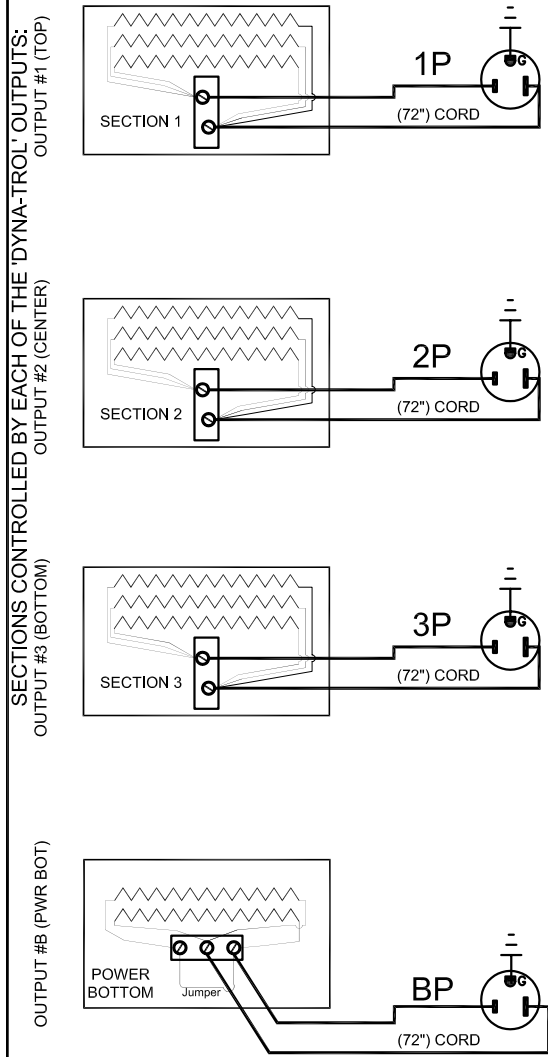 SECTIONS CONTROLLED BY EACH OF THE 'DYNA-TROL' OUTPUTS:
OUTPUT #1 (TOP)
SECTION 1
1P
(72") CORD
G
OUTPUT #2 (CENTER)
SECTION 2
2P
(72") CORD
G
OUTPUT #3 (BOTTOM)
SECTION 3
3P
(72") CORD
G
OUTPUT #B (PWR BOT)
POWER
BOTTOM
Jumper
BP
(72") CORD
G